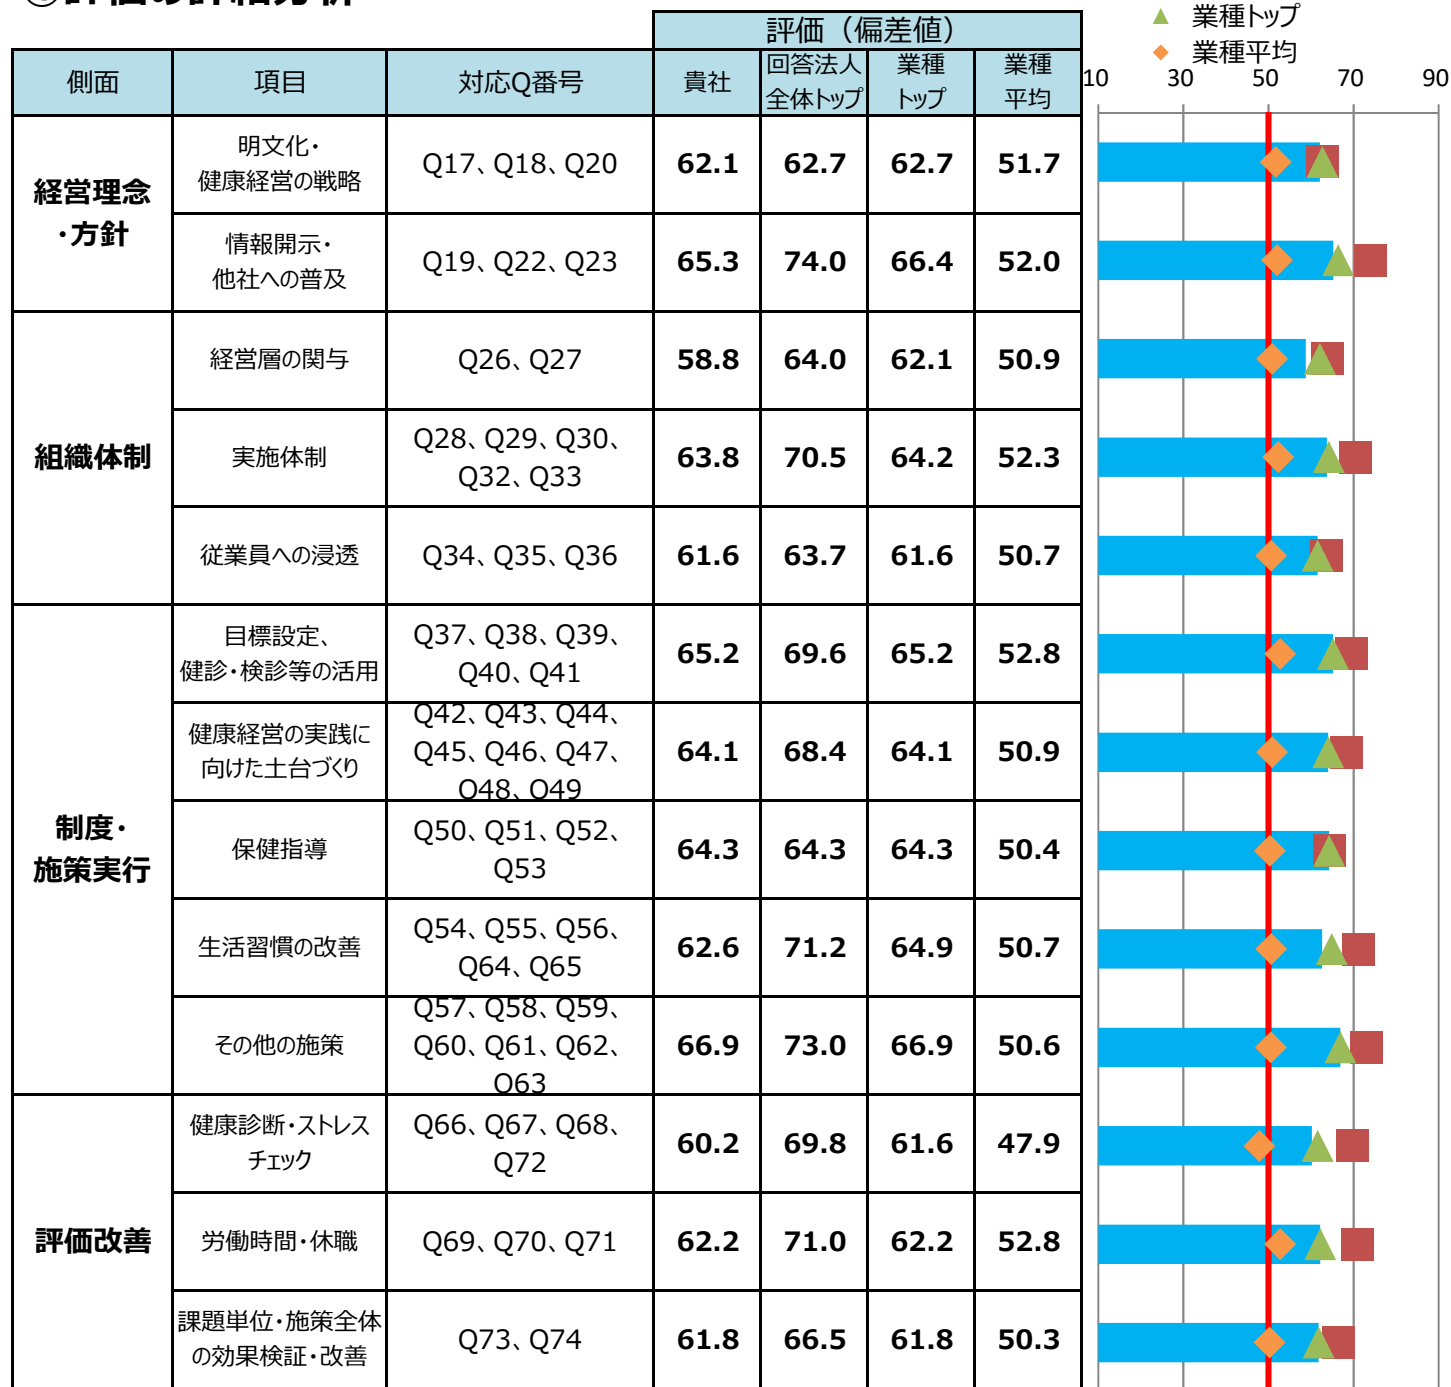 ④評価の詳細分析
業種トップ
業種平均
評価（偏差値）
側面 項目 対応Q番号 貴社 回答法人 業種 業種
全体トップ トップ 平均
10 30 50 70 90
経営理念
・方針
明文化・
健康経営の戦略
Q17、Q18、Q20 62.1 62.7 62.7 51.7
情報開示・
他社への普及
Q19、Q22、Q23 65.3 74.0 66.4 52.0
組織体制
経営層の関与 Q26、Q27 58.8 64.0 62.1 50.9
実施体制
Q28、Q29、Q30、
Q32、Q33
63.8 70.5 64.2 52.3
従業員への浸透 Q34、Q35、Q36 61.6 63.7 61.6 50.7
制度・
施策実行
目標設定、
健診・検診等の活用
Q37、Q38、Q39、
Q40、Q41
65.2 69.6 65.2 52.8
健康経営の実践に
向けた土台づくり
Q42、Q43、Q44、
Q45、Q46、Q47、
Q48、Q49
64.1 68.4 64.1 50.9
保健指導
Q50、Q51、Q52、
Q53
64.3 64.3 64.3 50.4
生活習慣の改善
Q54、Q55、Q56、
Q64、Q65
62.6 71.2 64.9 50.7
その他の施策
Q57、Q58、Q59、
Q60、Q61、Q62、
Q63
66.9 73.0 66.9 50.6
評価改善
健康診断・ストレス
チェック
Q66、Q67、Q68、
Q72
60.2 69.8 61.6 47.9
労働時間・休職 Q69、Q70、Q71 62.2 71.0 62.2 52.8
課題単位・施策全体
の効果検証・改善
Q73、Q74 61.8 66.5 61.8 50.3